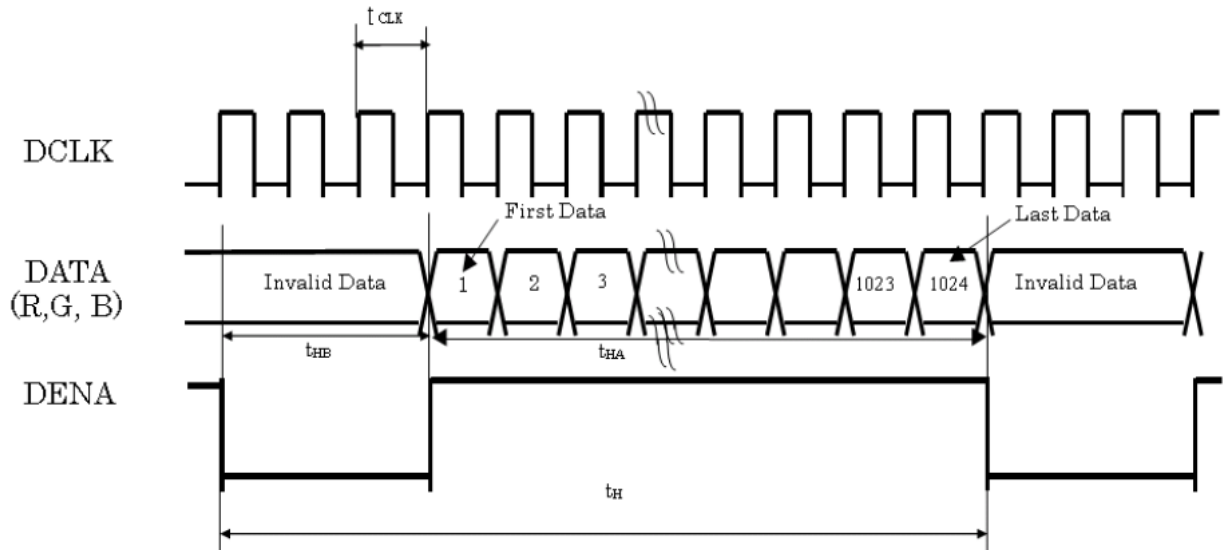 t CLK
DCLK
First Data
Last Data
DATA
(R,G, B)
Invalid Data
1
2
3
1023
1024
Invalid Data
tHB
tHA
DENA
tH